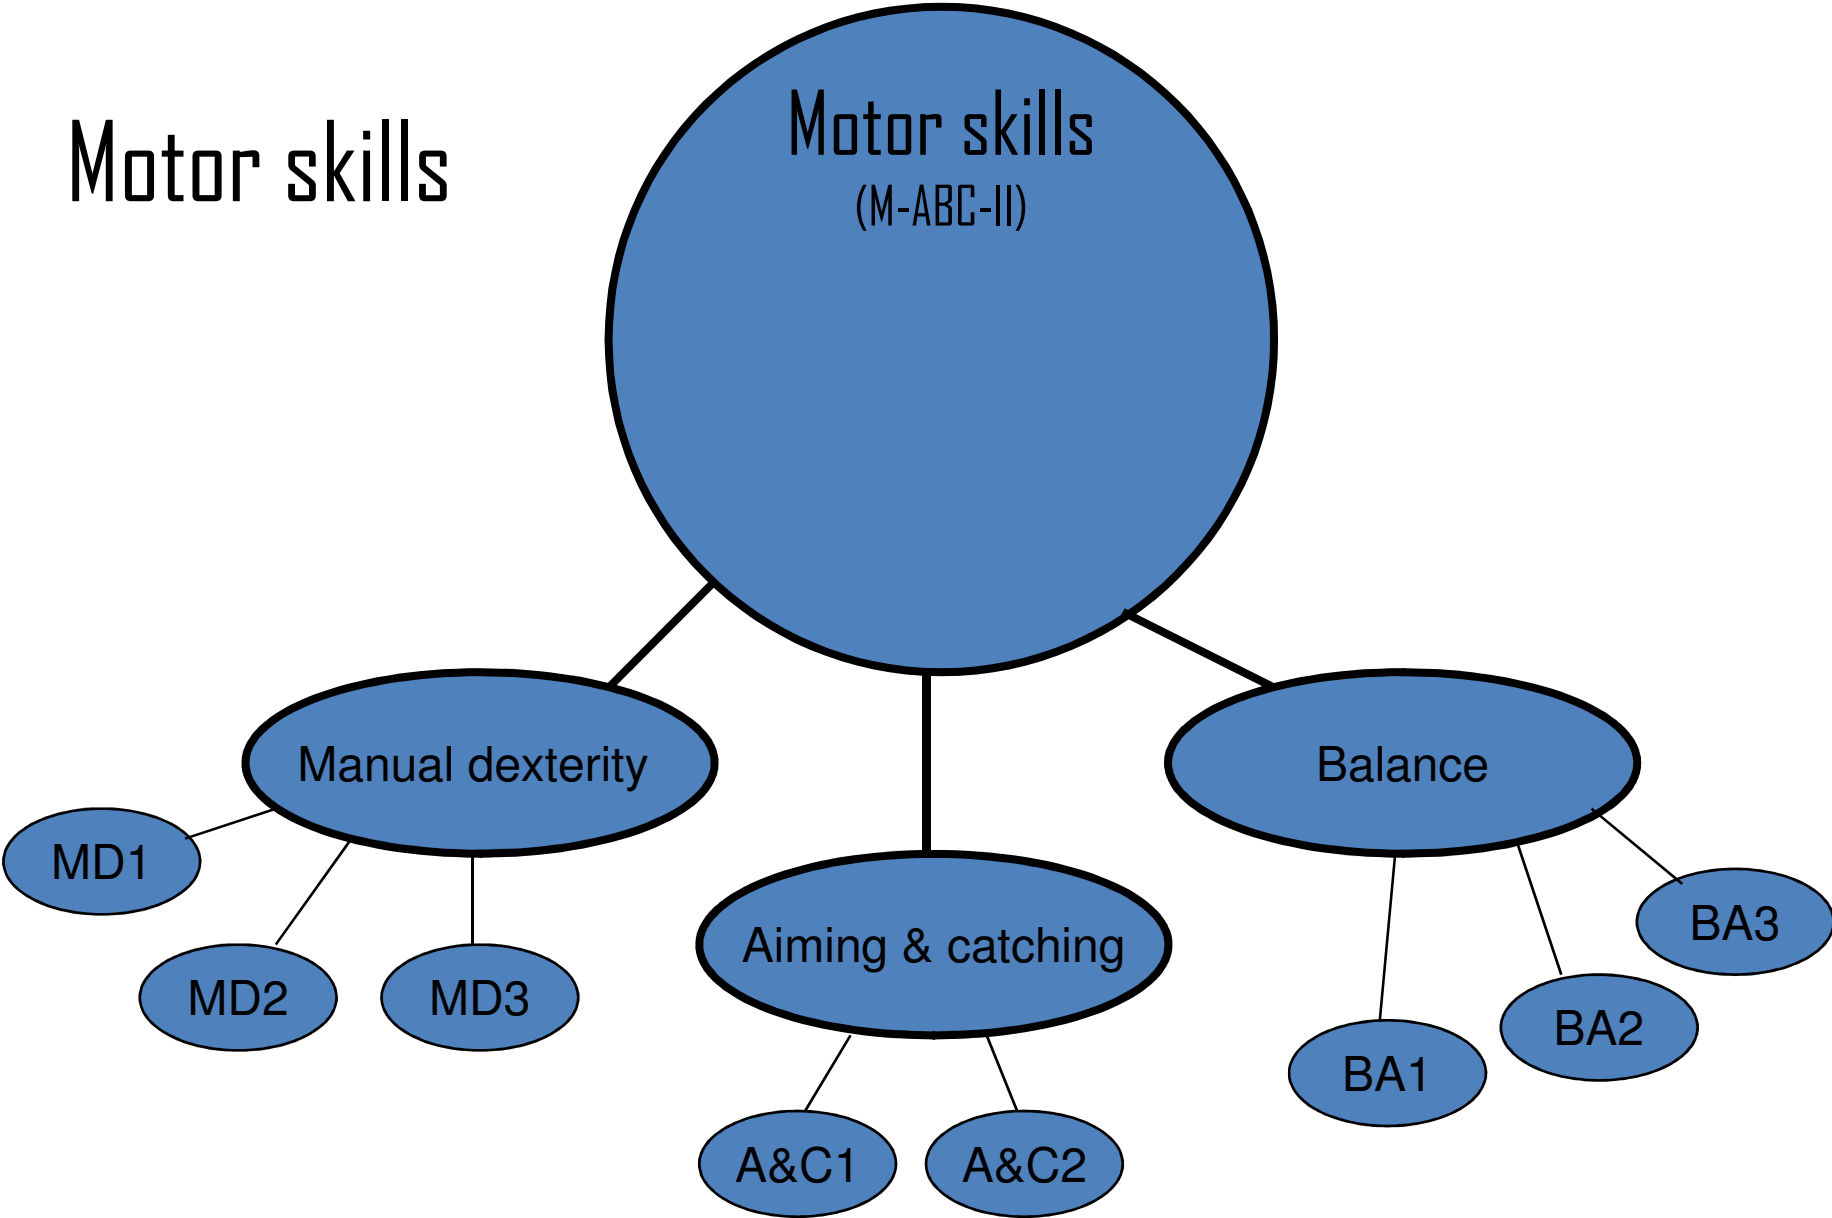 Motor skills
Motor skills
(M-ABC-II)
Manual dexterity
Balance
MD1
MD2
MD3
Aiming & catching
BA3
BA2
BA1
A&C1
A&C2